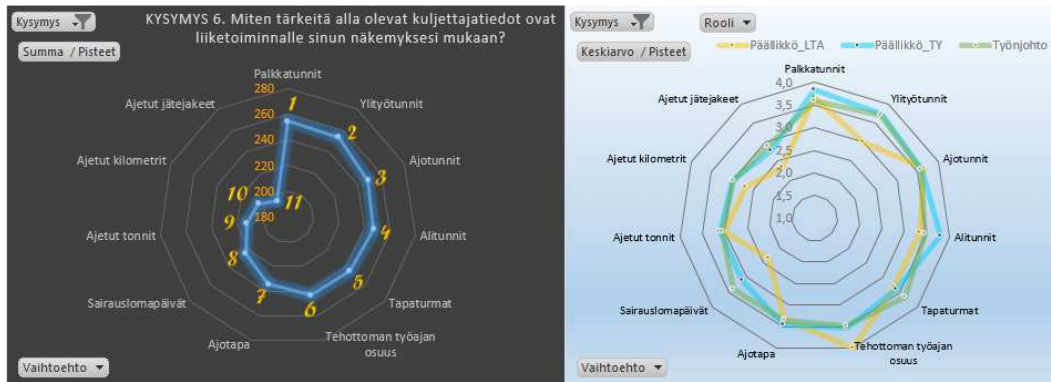 Kysymys
KYSYMYS 6. Miten tärkeitä alla olevat kuljettajatiedot ovat
liiketoiminnalle sinun näkemyksesi mukaan?
Summa / Pisteet
Palkkatunnit
Ylityötunnit
Ajotunnit
Alitunnit
Tapaturmat
Tehottoman työajan
osuus
Ajotapa
Sairauslomapäivät
Ajetut tonnit
Ajetut kilometrit
Ajetut jätejakeet
280
260
240
220
200
180
1
2
3
4
5
6
7
8
9
10
11
Vaihtoehto
Kysymys
Rooli
Keskiarvo / Pisteet
Päällikkö_LTA
Päällikkö_TY
Työnjohto
Palkkatunnit
Ylityötunnit
Ajotunnit
Alitunnit
Tapaturmat
Tehottoman työajan
osuus
Ajotapa
Sairauslomapäivät
Ajetut tonnit
Ajetut kilometrit
Ajetut jätejakeet
4,0
3,5
3,0
2,5
2,0
1,5
1,0
Vaihtoehto